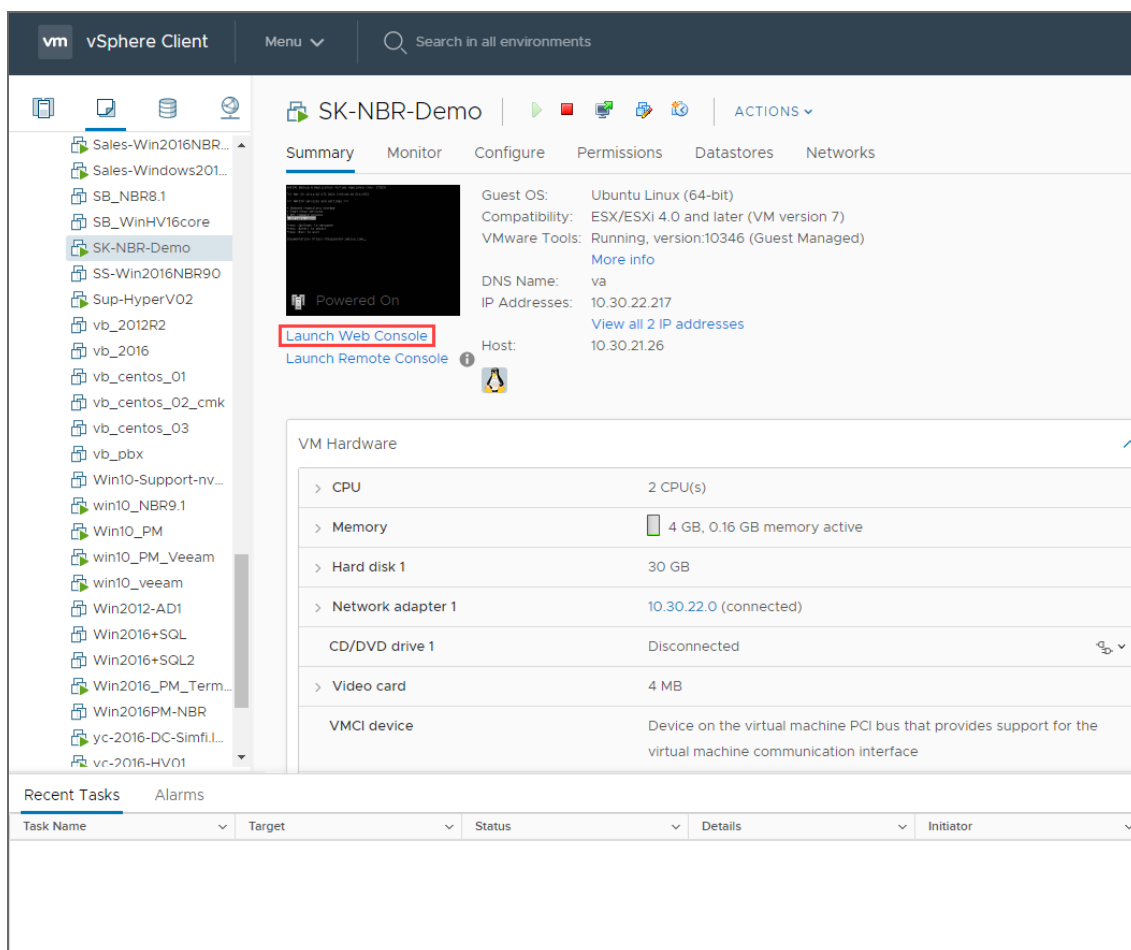 vm vSphere Client Menu Search in all environments
SK-NBR-Demo ACTIONS
Summary Monitor Configure Permissions Datastores Networks
Sales-Win2016NBR...
Sales-Windows201...
SB_NBR8.1
SB_WinHV16core
SK-NBR-Demo
SS-Win2016NBR90
Sup-HyperV02
vb_2012R2
vb_2016
vb_centos_01
vb_centos_02_cmk
vb_centos_03
vb_pbx
Win10-Support-nv...
win10_NBR9.1
Win10_PM
win10_PM_Veeam
win10_veeam
Win2012-AD1
Win2016+SQL
Win2016+SQL2
Win2016_PM_Term...
Win2016PM-NBR
yc-2016-DC-Simfi.l...
yc-2016-HV01
Powered On
Launch Web Console
Launch Remote Console
Guest OS: Ubuntu Linux (64-bit)
Compatibility: ESX/ESXi 4.0 and later (VM version 7)
VMware Tools: Running, version:10346 (Guest Managed)
More info
DNS Name: va
IP Addresses: 10.30.22.217
View all 2 IP addresses
Host: 10.30.21.26
VM Hardware
CPU 2 CPU(s)
Memory 4 GB, 0.16 GB memory active
Hard disk 1 30 GB
Network adapter 1 10.30.22.0 (connected)
CD/DVD drive 1 Disconnected
Video card 4 MB
VMCI device Device on the virtual machine PCI bus that provides support for the
virtual machine communication interface
Recent Tasks Alarms
Task Name Target Status Details Initiator